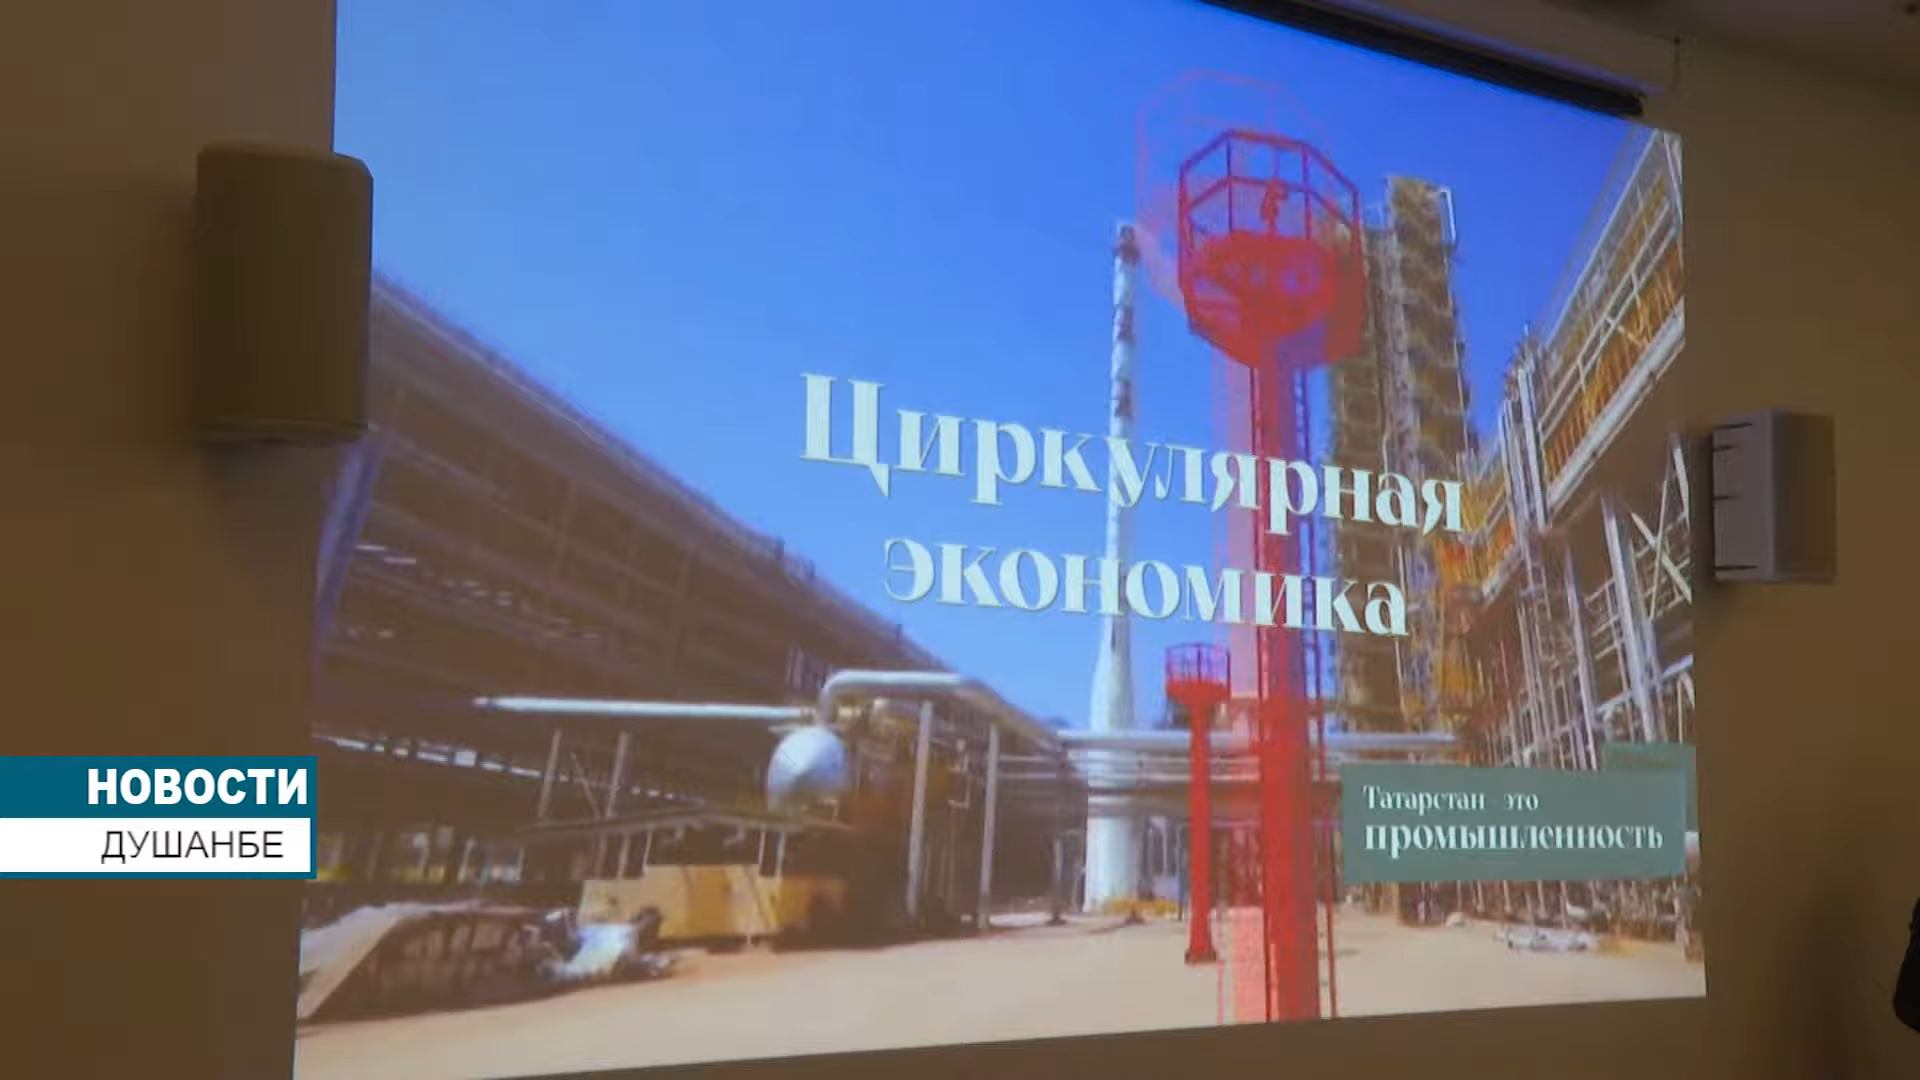 Циркулярная
экономика
Татарстан это
промышленность
НОВОСТИ
ДУШАНБЕ